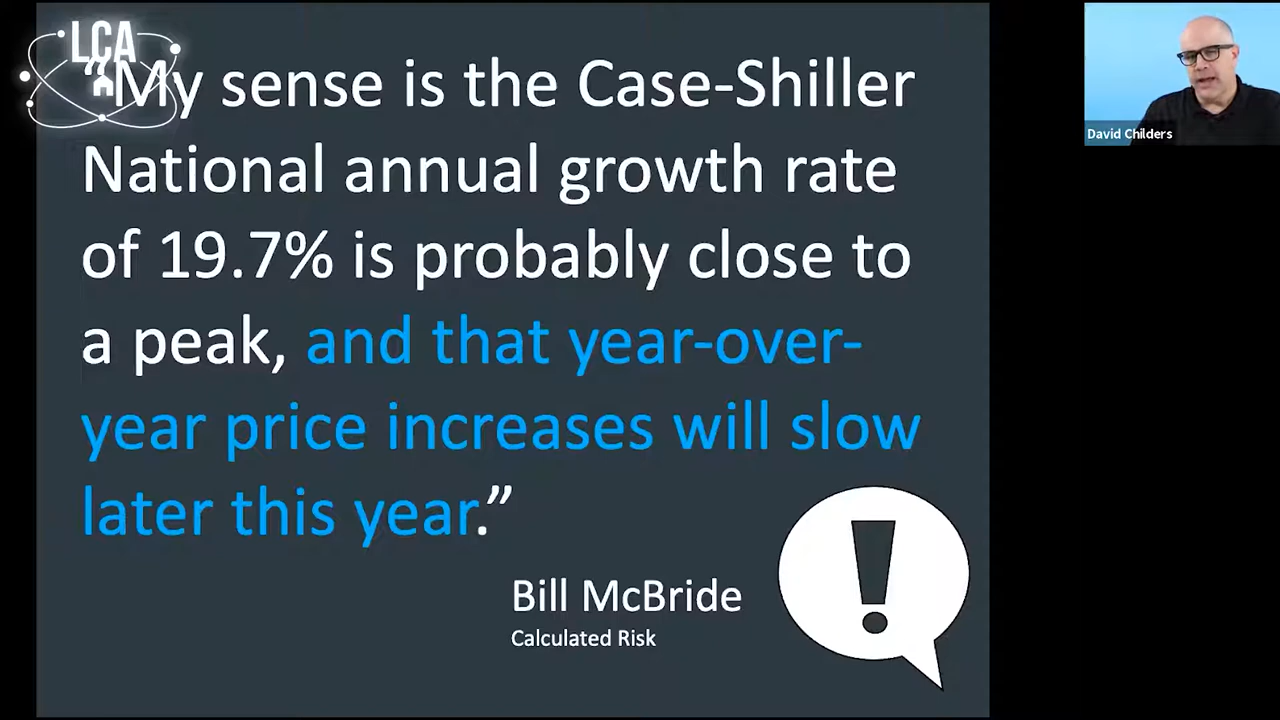 LCA
“My sense is the Case-Shiller
National annual growth rate
of 19.7% is probably close to
a peak, and that year-over-
year price increases will slow
later this year.”
Bill McBride
Calculated Risk
David Childers